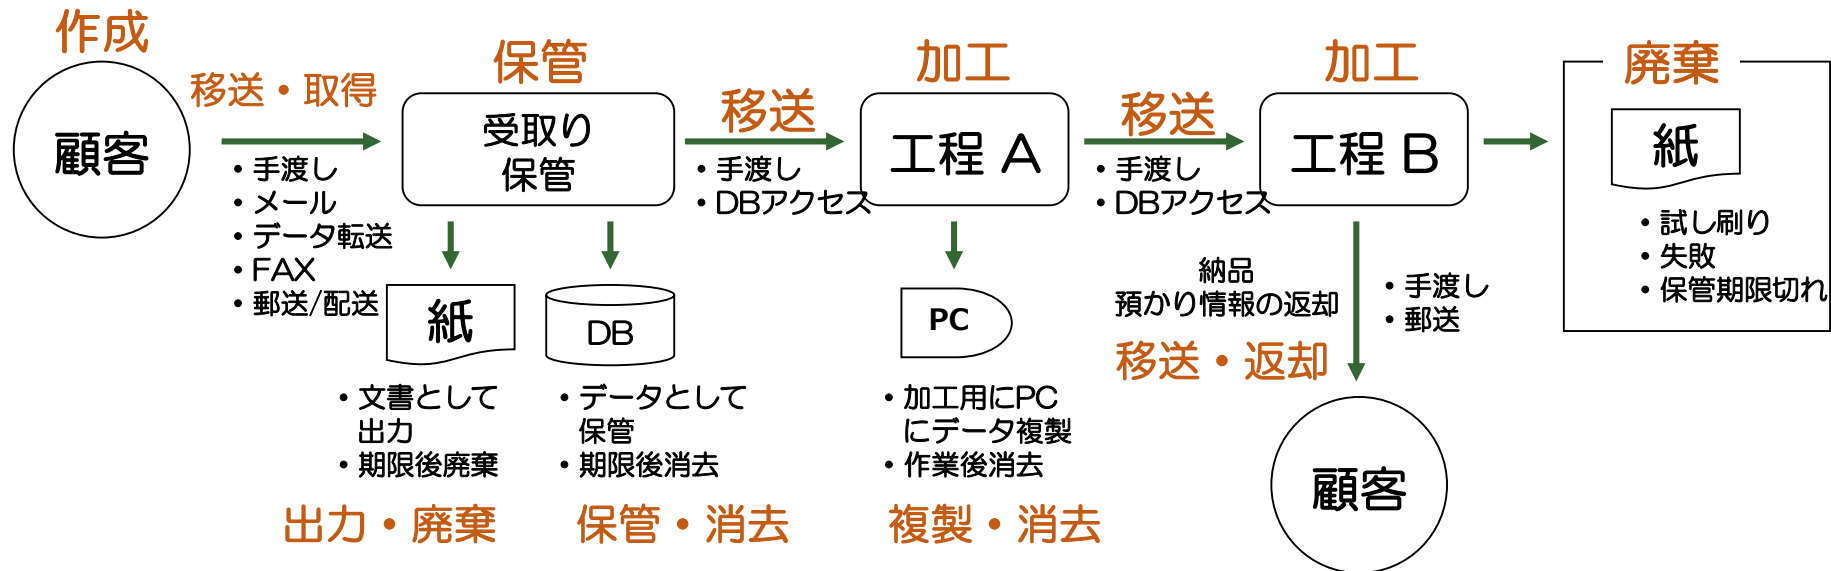 作成
顧客
移送・取得
・手渡し
・メール
・データ転送
・FAX
・郵送/配送
保管
受取り
保管
紙
・文書として
出力
・期限後廃棄
出力・廃棄
DB
・データとして
保管
・期限後消去
保管・消去
移送
・手渡し
・DBアクセス
加工
工程 A
PC
・加工用にPC
にデータ複製
・作業後消去
複製・消去
移送
・手渡し
・DBアクセス
加工
工程 B
納品
預かり情報の返却
移送・返却
・手渡し
・郵送
顧客
廃棄
紙
・試し刷り
・失敗
・保管期限切れ